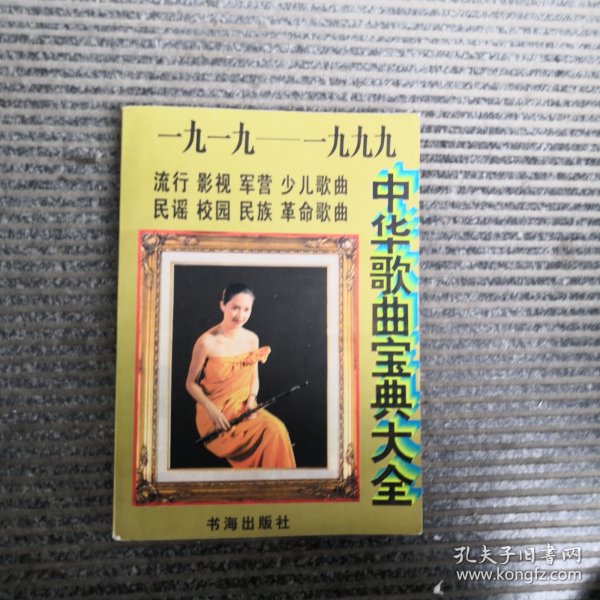 一九一九——一九九九
流行 影视 军营 少儿歌曲
民谣 校园 民族 革命歌曲
中华歌曲宝典大全
书海出版社
孔夫子旧书网
www.kongfz.com